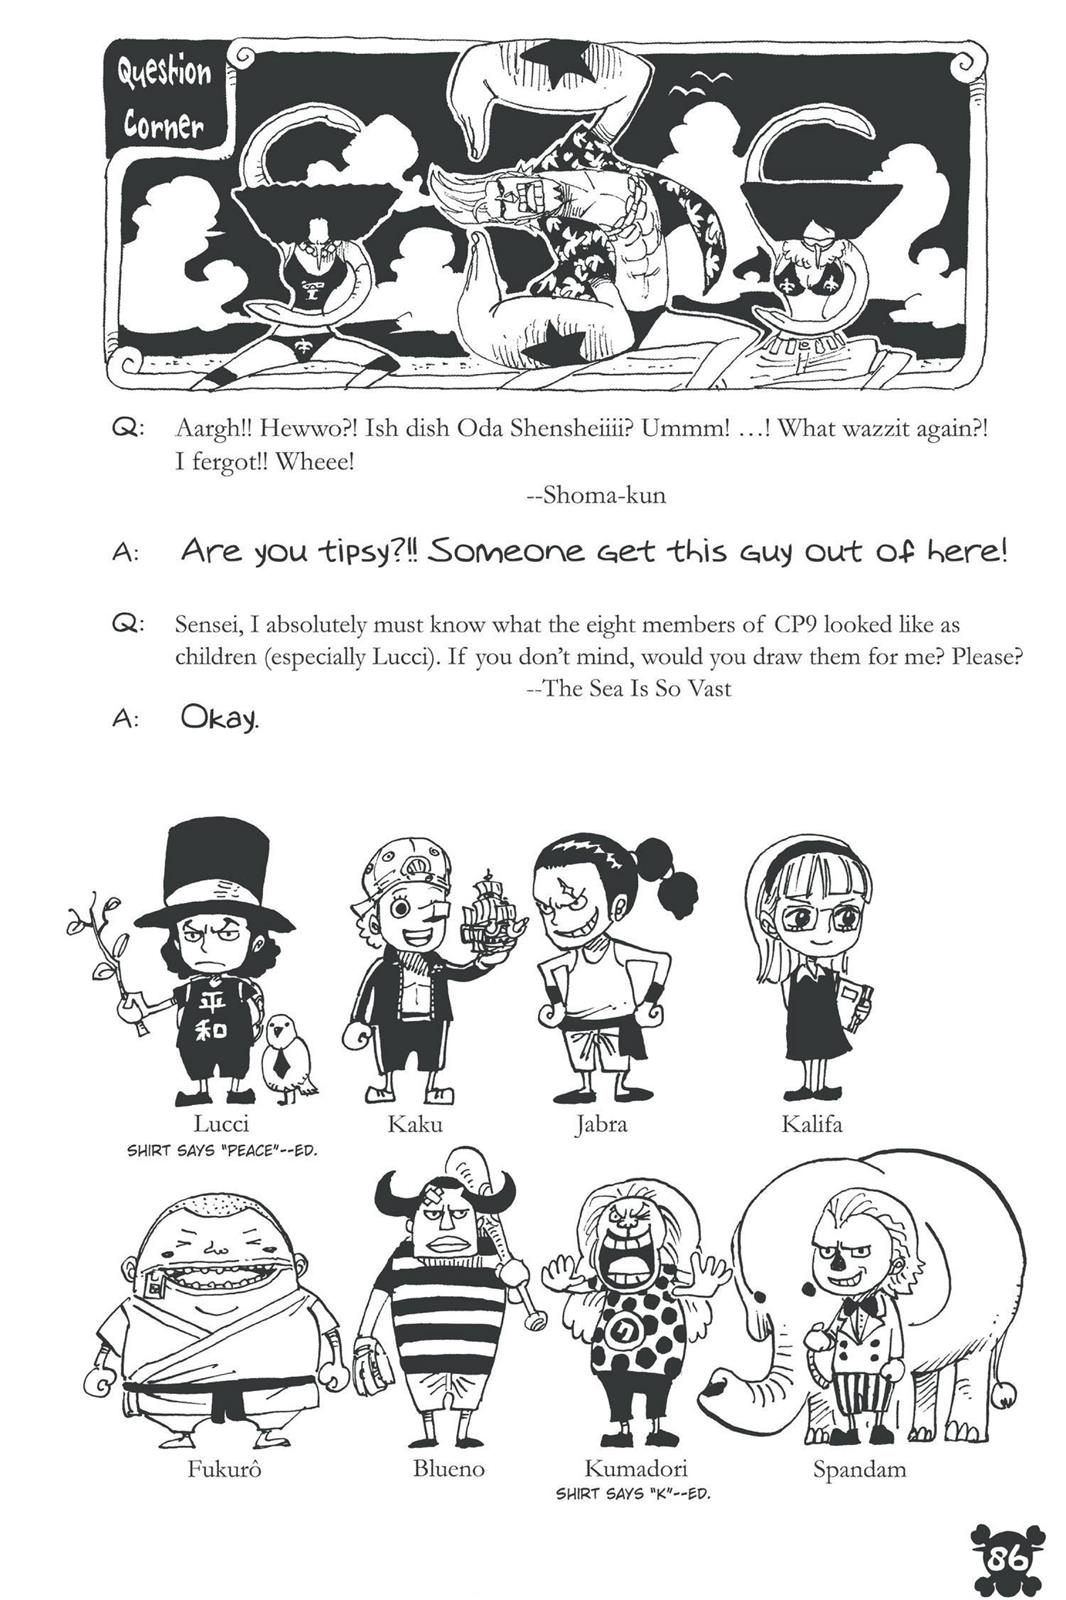 Question
Corner
Q: Aargh!! Hewwo?! Ish dish Oda Shensheiiii? Ummm! ...! What wazzit again?!
I fergot!! Wheee!
--Shoma-kun
A: Are you tipsy?!! Someone get this guy out of here!
Q: Sensei, I absolutely must know what the eight members of CP9 looked like as
children (especially Lucci). If you don't mind, would you draw them for me? Please?
--The Sea Is So Vast
A: Okay.
平
和
Lucci
SHIRT SAYS "PEACE"--ED.
Kaku
Jabra
Kalifa
Fukurô
Blueno
ク
Kumadori
SHIRT SAYS "K"--ED.
Spandam
86